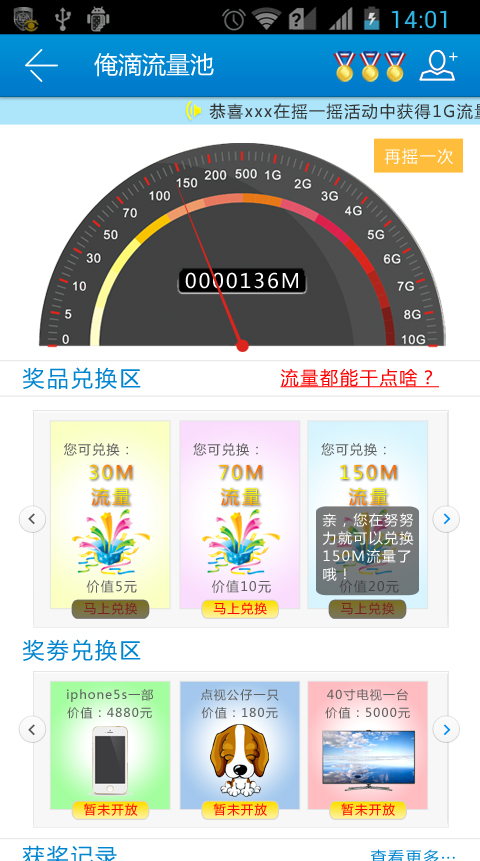 14:01
俺滴流量池
恭喜xxx在摇一摇活动中获得1G流量
再摇一次
0
5
10
30
50
70
100
150
200
500
1G
2G
3G
4G
5G
6G
7G
8G
10G
0000136M
奖品兑换区
流量都能干点啥？
您可兑换：
30M
流量
价值5元
马上兑换
您可兑换：
70M
流量
价值10元
马上兑换
您可兑换：
150M
流量
亲，您在努努
力就可以兑换
150M流量了
哦！
价值20元
马上兑换
奖券兑换区
iphone5s一部
价值：4880元
暂未开放
点视公仔一只
价值：180元
暂未开放
40寸电视一台
价值：5000元
暂未开放
获奖记录
查看更多…